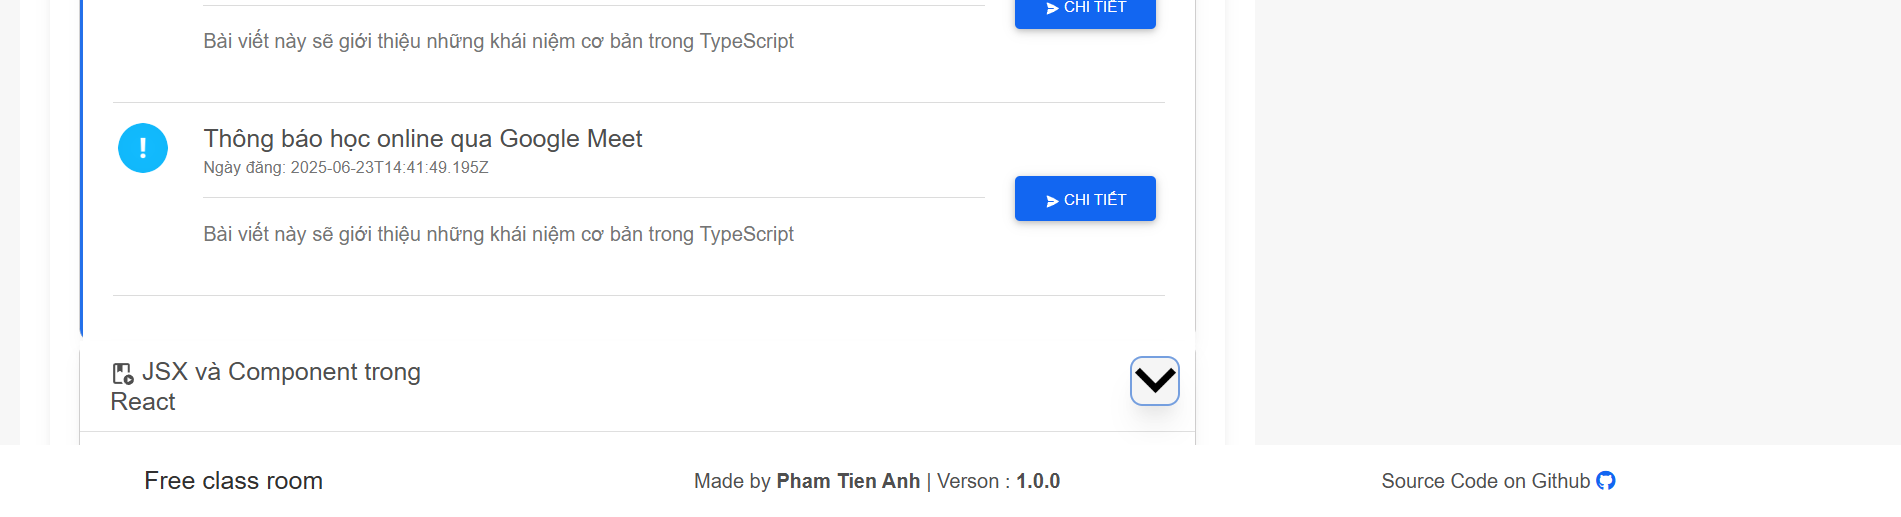 CHI TIẾT
Bài viết này sẽ giới thiệu những khái niệm cơ bản trong TypeScript
Thông báo học online qua Google Meet
Ngày đăng: 2025-06-23T14:41:49.195Z
CHI TIẾT
Bài viết này sẽ giới thiệu những khái niệm cơ bản trong TypeScript
JSX và Component trong
React
Free class room
Made by Pham Tien Anh | Verson : 1.0.0
Source Code on Github